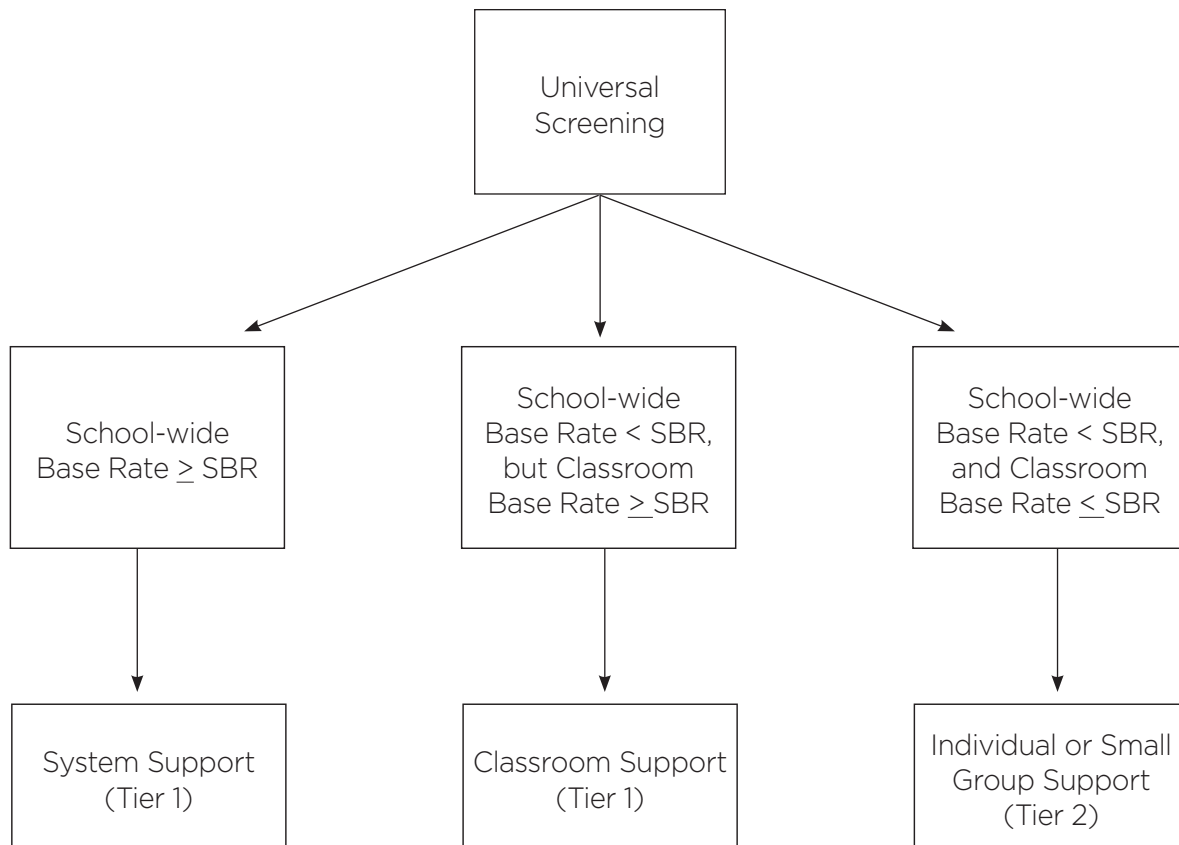 Universal
Screening
School-wide
Base Rate ≥ SBR
School-wide
Base Rate < SBR,
but Classroom
Base Rate ≥ SBR
School-wide
Base Rate < SBR,
and Classroom
Base Rate ≤ SBR
System Support
(Tier 1)
Classroom Support
(Tier 1)
Individual or Small
Group Support
(Tier 2)